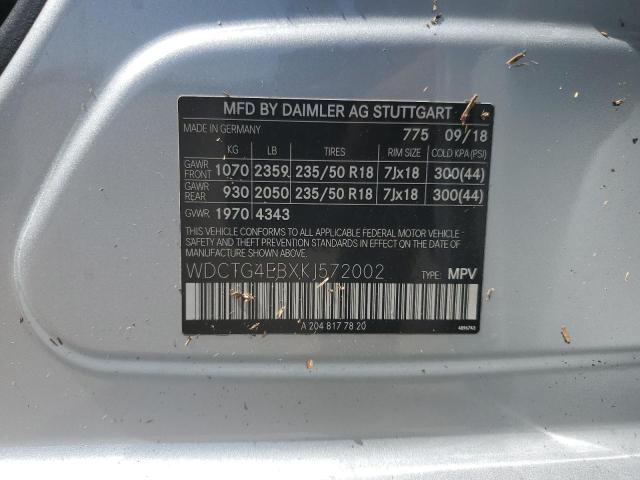 MFD BY DAIMLER AG STUTTGART
MADE IN GERMANY 775 09/18
KG LB TIRES RIM SIZE COLD KPA (PSI)
GAWR FRONT 1070 2359 235/50 R18 7Jx18 300(44)
GAWR REAR 930 2050 235/50 R18 7Jx18 300(44)
GVWR 1970 4343
THIS VEHICLE CONFORMS TO ALL APPLICABLE FEDERAL MOTOR VEHICLE
SAFETY AND THEFT PREVENTION STANDARDS IN EFFECT ON THE DATE
OF MANUFACTURE SHOWN ABOVE.
WDCTG4EBXKJ572002 TYPE: MPV
A 204 817 78 20